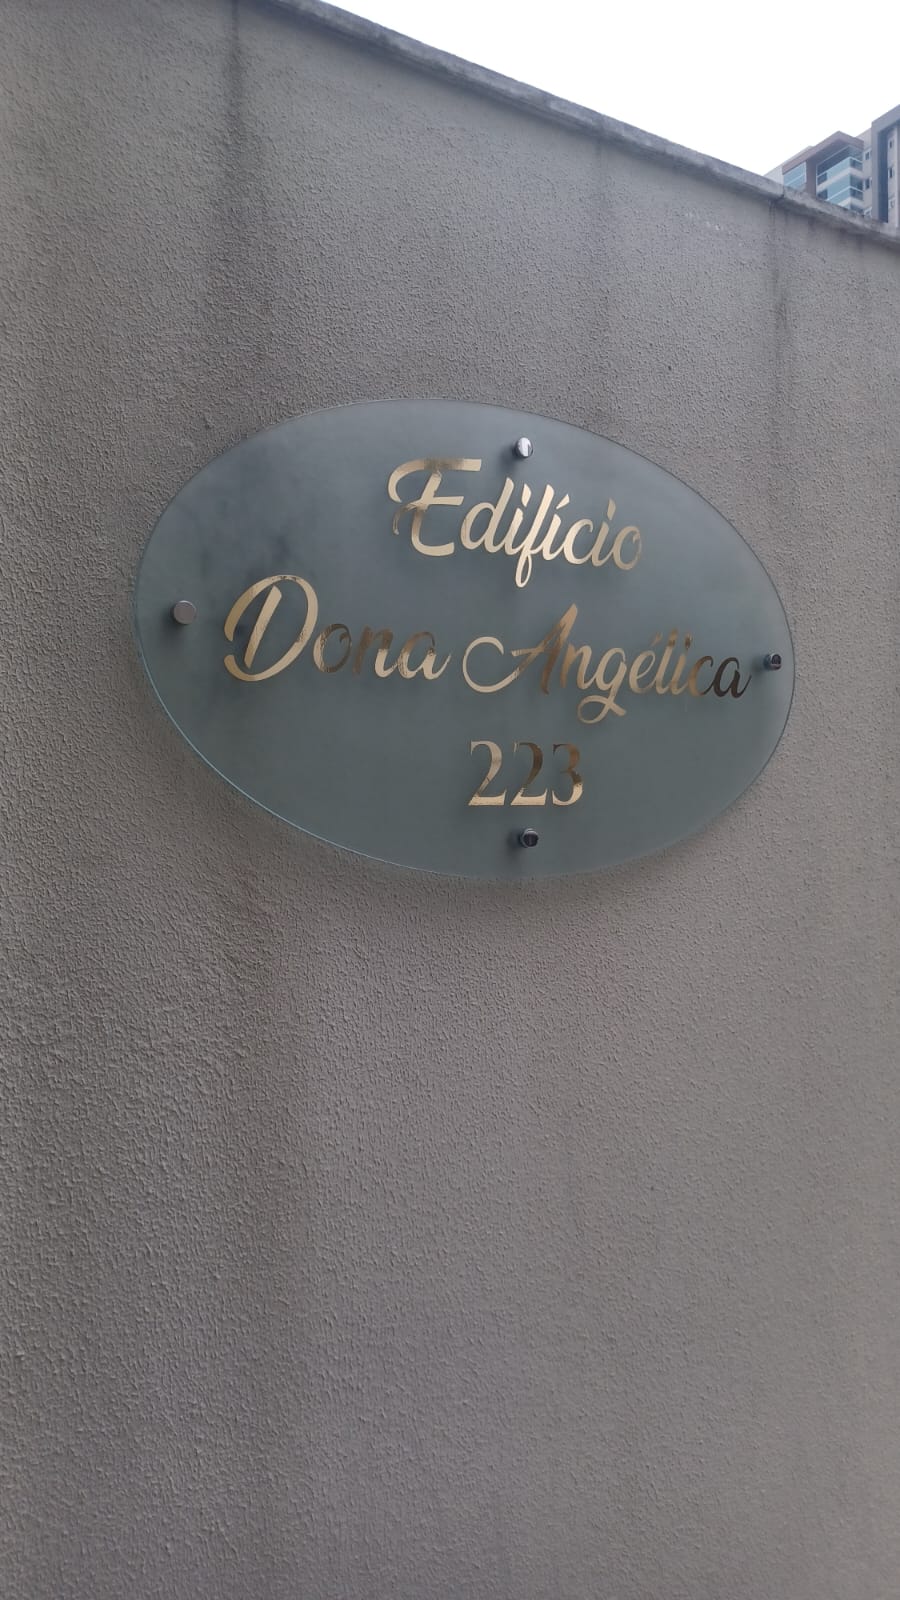 Edifício
Dona Angélica
223